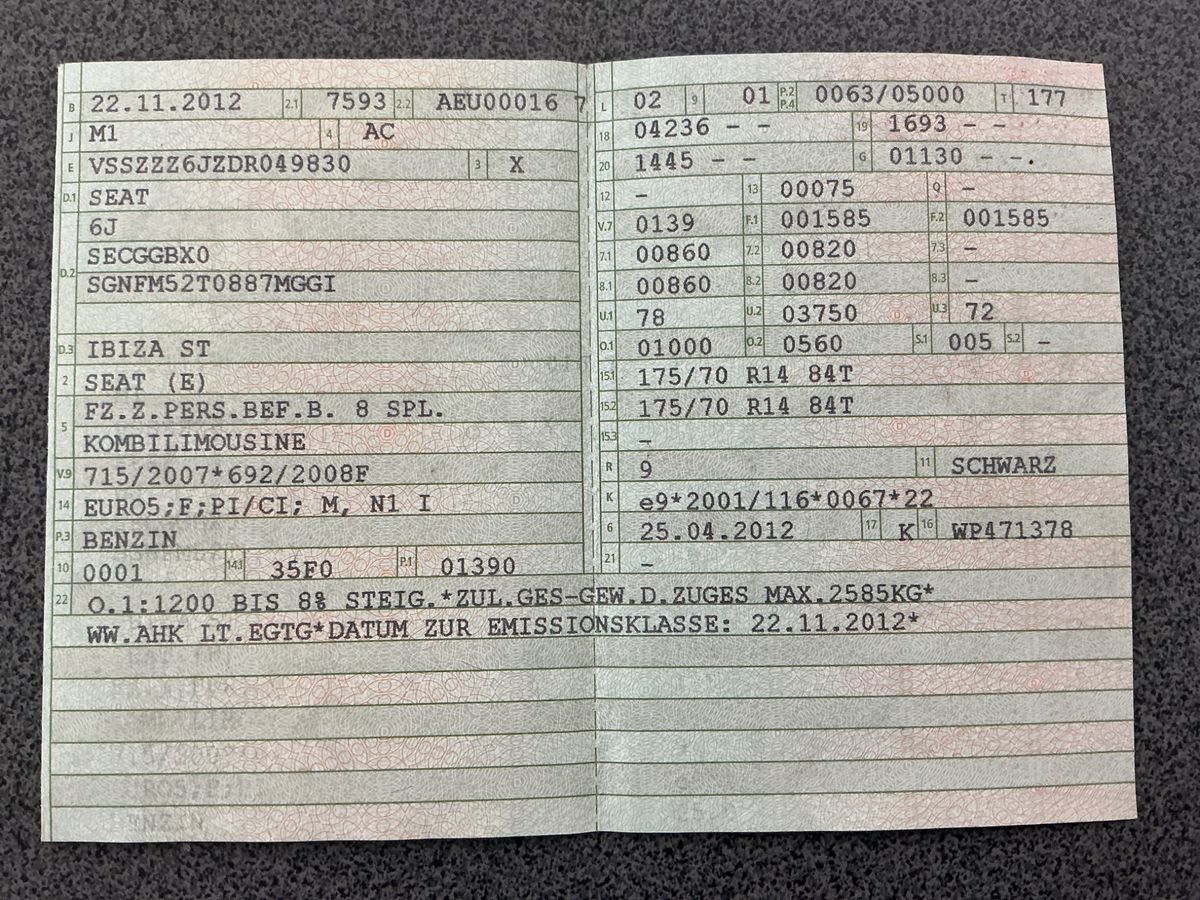 B 22.11.2012 2.1 7593 2.2 AEU00016 7
J M1 4 AC
E VSSZZZ6JZDR049830 3 X
D.1 SEAT
6J
D.2 SECGGBX0
SGNFM52T0887MGGI
D.3 IBIZA ST
2 SEAT (E)
5 FZ.Z.PERS.BEF.B. 8 SPL.
KOMBILIMOUSINE
V.9 715/2007*692/2008F
14 EURO5;F;PI/CI; M, N1 I
P.3 BENZIN
10 0001 14.1 35F0 P.1 01390
L 02 9 01 P.2 P.4 0063/05000 T 177
18 04236 - - 19 1693 - -
20 1445 - - G 01130 - -.
12 - 13 00075 Q -
V.7 0139 F.1 001585 F.2 001585
7.1 00860 7.2 00820 7.3 -
8.1 00860 8.2 00820 8.3 -
U.1 78 U.2 03750 U.3 72
O.1 01000 O.2 0560 S.1 005 S.2 -
15.1 175/70 R14 84T
15.2 175/70 R14 84T
15.3 -
R 9 11 SCHWARZ
K e9*2001/116*0067*22
6 25.04.2012 17 K 16 WP471378
21 -
22 O.1:1200 BIS 8% STEIG.*ZUL.GES-GEW.D.ZUGES MAX.2585KG*
WW.AHK LT.EGTG*DATUM ZUR EMISSIONSKLASSE: 22.11.2012*